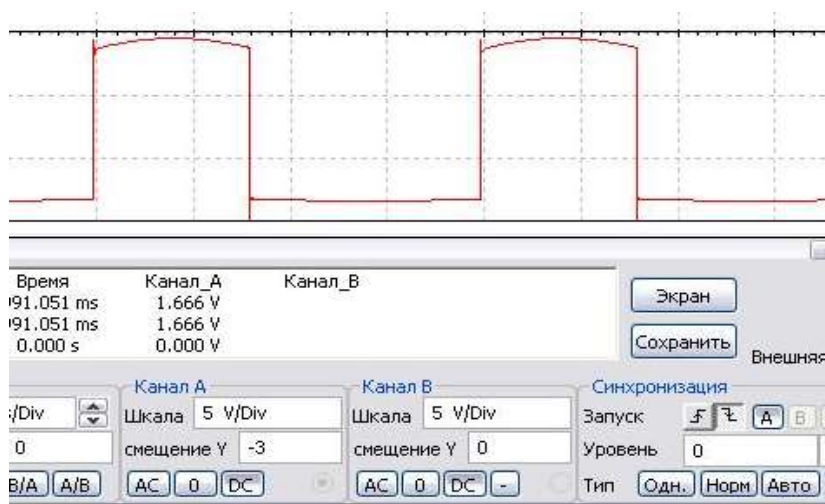 Время Канал_A Канал_B
991.051 ms 1.666 V
991.051 ms 1.666 V
0.000 s 0.000 V
Экран
Сохранить
Внешняя
Канал A Канал B Синхронизация
/Div Шкала 5 V/Div Шкала 5 V/Div Запуск A B
0 смещение Y -3 смещение Y 0 Уровень 0
B/A A/B AC 0 DC AC 0 DC - Тип Одн. Норм Авто